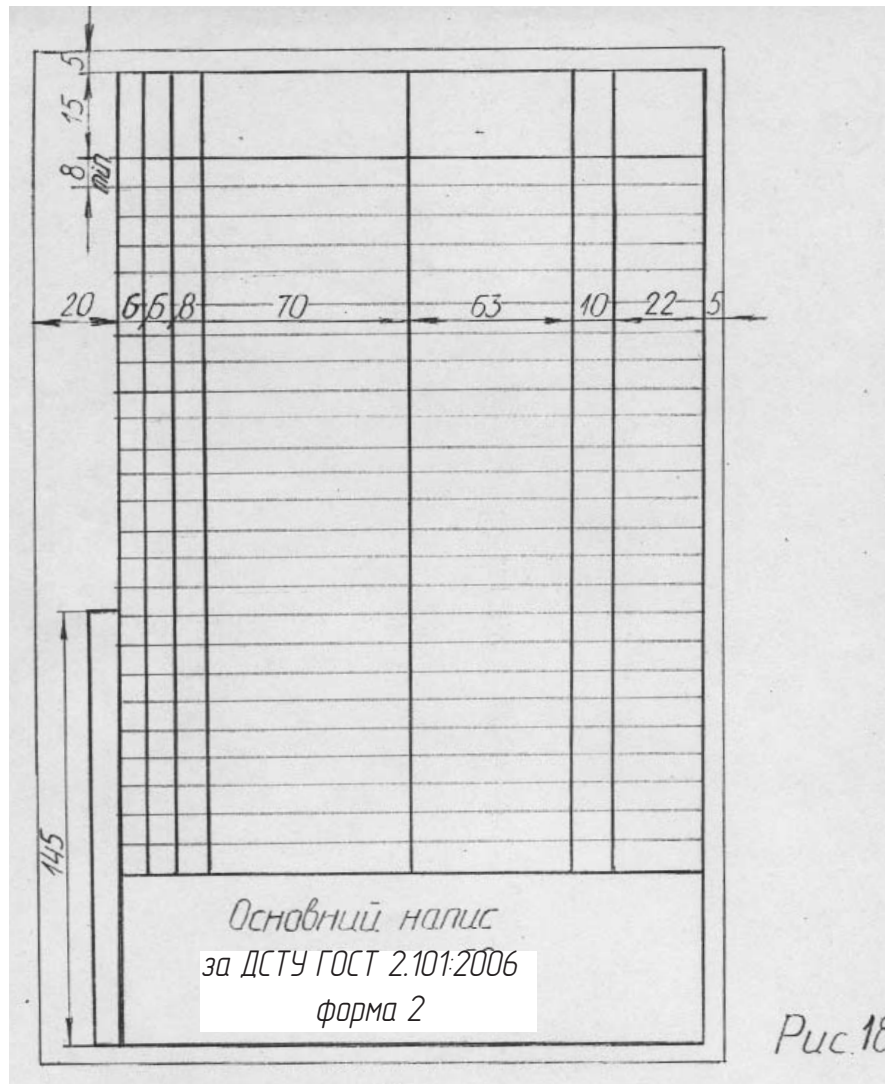 5
15
8
min
20 6 6 8 70 63 10 22 5
145
Основний напис
за ДСТУ ГОСТ 2.101:2006
форма 2
Рис.18